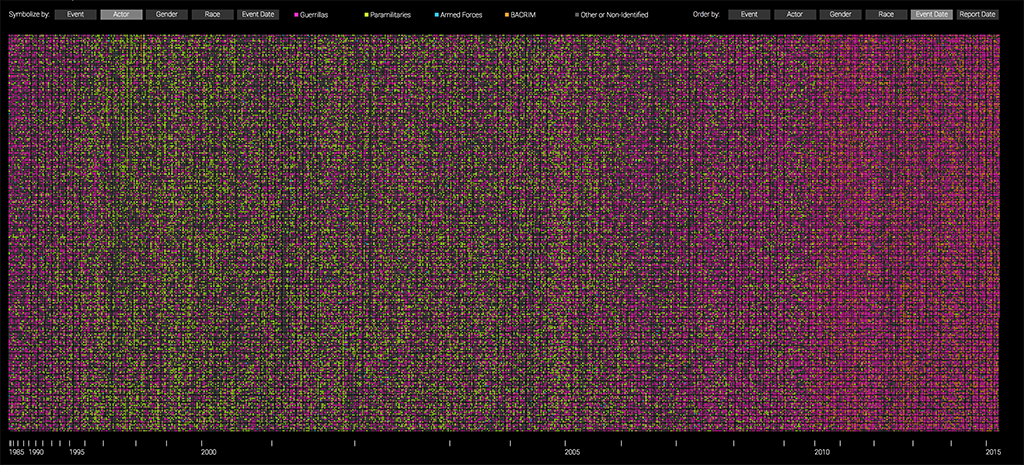 Symbolize by: Event Actor Gender Race Event Date Guerrillas Paramilitaries Armed Forces BACRIM Other or Non-Identified Order by: Event Actor Gender Race Event Date Report Date
1985 1990 1995 2000 2005 2010 2015